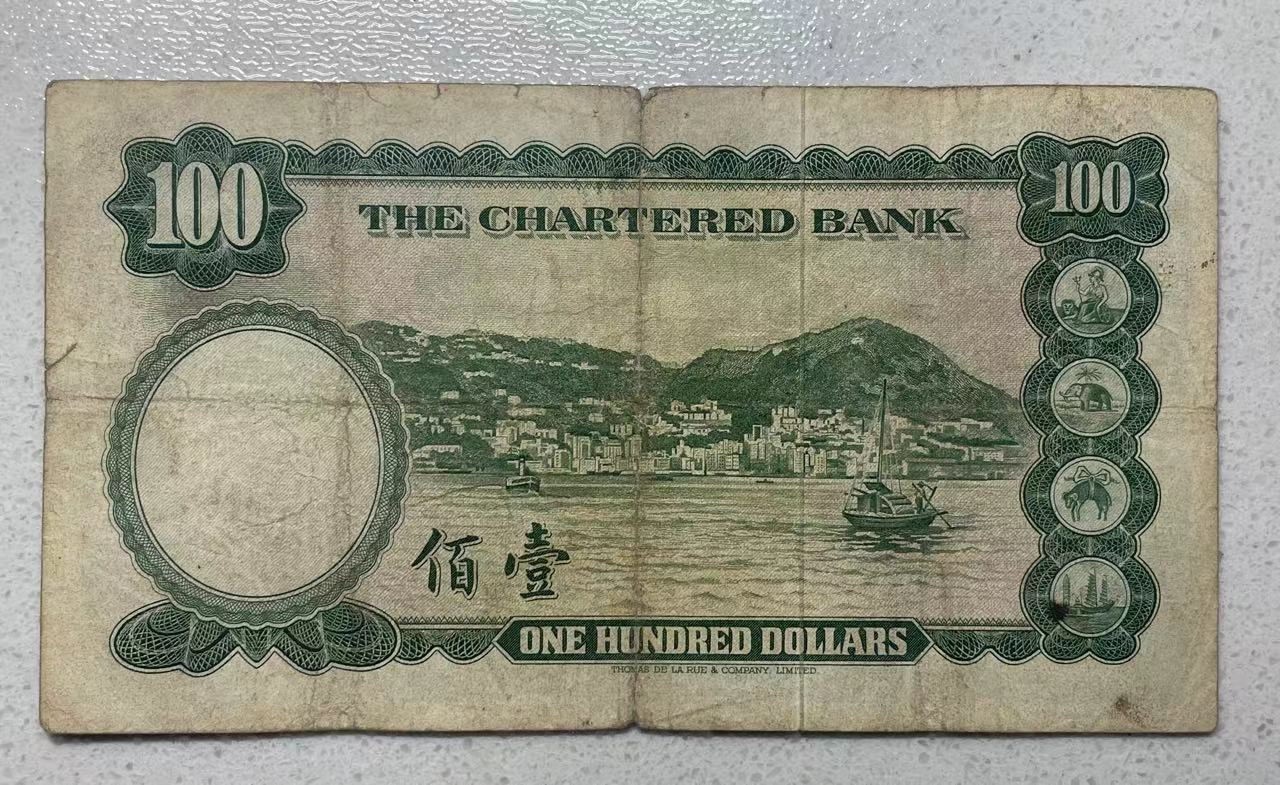 100
100
THE CHARTERED BANK
佰壹
ONE HUNDRED DOLLARS
THOMAS DE LA RUE & COMPANY, LIMITED.